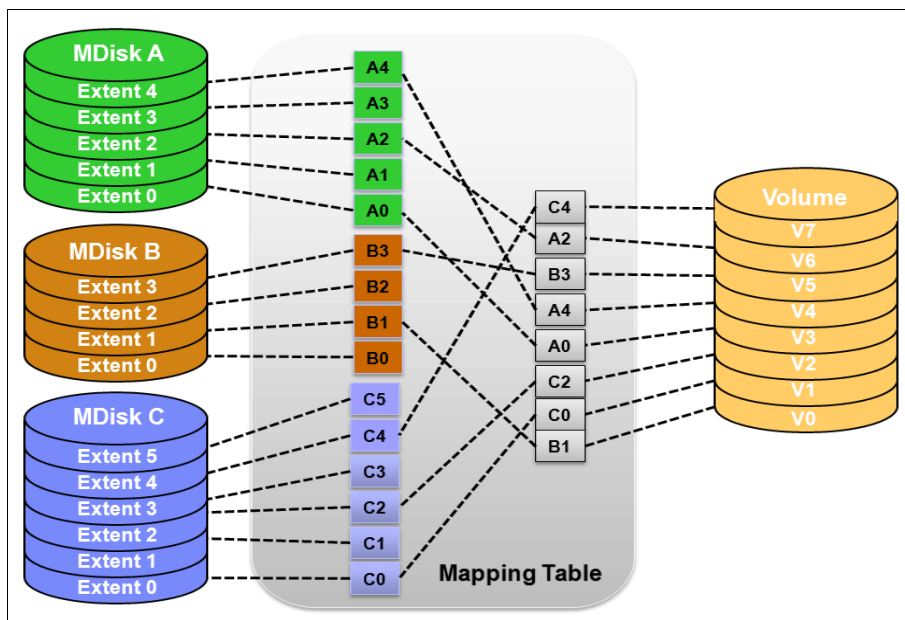 MDisk A
Extent 4
Extent 3
Extent 2
Extent 1
Extent 0
MDisk B
Extent 3
Extent 2
Extent 1
Extent 0
MDisk C
Extent 5
Extent 4
Extent 3
Extent 2
Extent 1
Extent 0
A4
A3
A2
A1
A0
B3
B2
B1
B0
C5
C4
C3
C2
C1
C0
C4
A2
B3
A4
A0
C2
C0
B1
Mapping Table
Volume
V7
V6
V5
V4
V3
V2
V1
V0